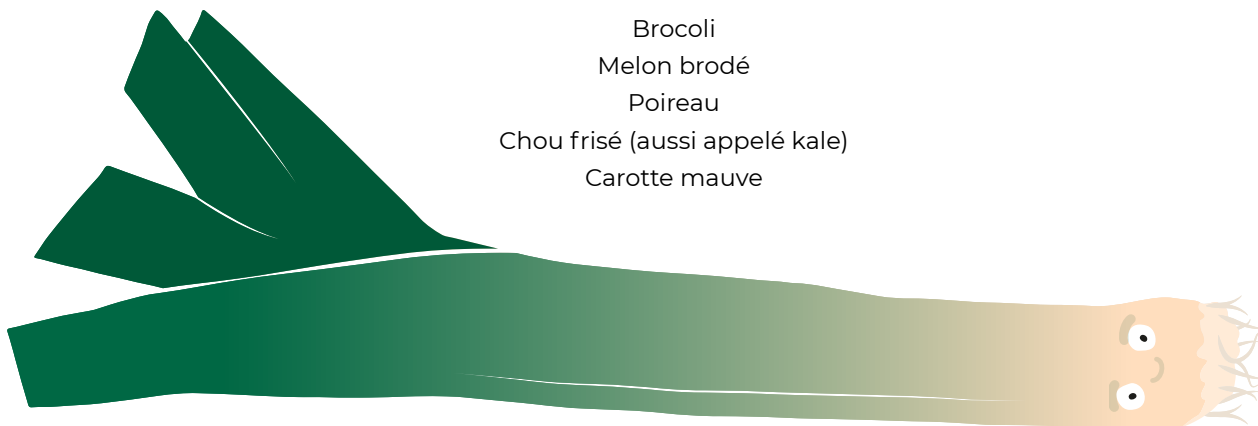 Brocoli
Melon brodé
Poireau
Chou frisé (aussi appelé kale)
Carotte mauve